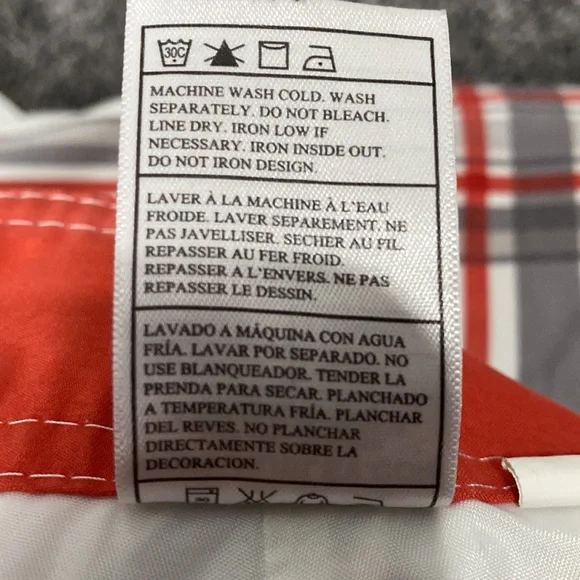 30C
MACHINE WASH COLD. WASH
SEPARATELY. DO NOT BLEACH.
LINE DRY. IRON LOW IF
NECESSARY. IRON INSIDE OUT.
DO NOT IRON DESIGN.
LAVER À LA MACHINE À L'EAU
FROIDE. LAVER SEPAREMENT. NE
PAS JAVELLISER. SECHER AU FIL.
REPASSER AU FER FROID.
REPASSER A L'ENVERS. NE PAS
REPASSER LE DESSIN.
LAVADO A MÁQUINA CON AGUA
FRÍA. LAVAR POR SEPARADO. NO
USE BLANQUEADOR. TENDER LA
PRENDA PARA SECAR. PLANCHADO
A TEMPERATURA FRÍA. PLANCHAR
DEL REVES. NO PLANCHAR
DIRECTAMENTE SOBRE LA
DECORACION.